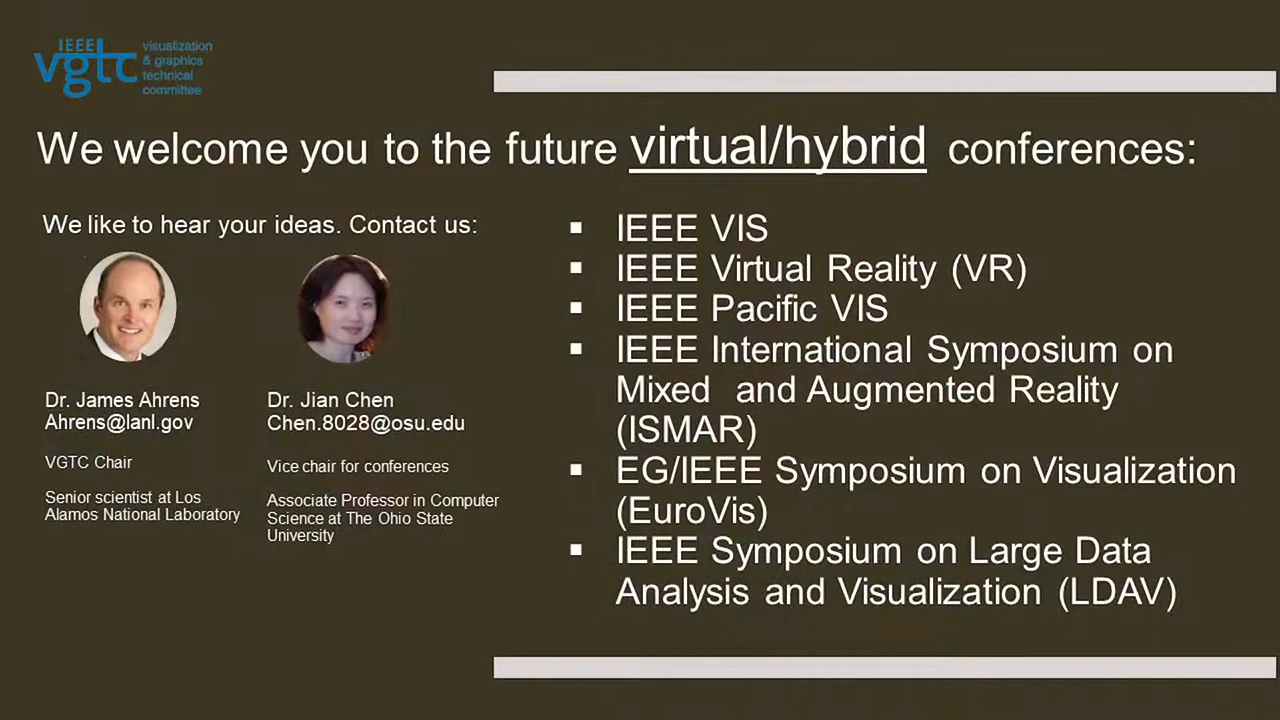 IEEE
vgtc
visualization
& graphics
technical
committee
We welcome you to the future virtual/hybrid conferences:
We like to hear your ideas. Contact us:
Dr. James Ahrens
Ahrens@lanl.gov
VGTC Chair
Senior scientist at Los
Alamos National Laboratory
Dr. Jian Chen
Chen.8028@osu.edu
Vice chair for conferences
Associate Professor in Computer
Science at The Ohio State
University
▪ IEEE VIS
▪ IEEE Virtual Reality (VR)
▪ IEEE Pacific VIS
▪ IEEE International Symposium on
Mixed and Augmented Reality
(ISMAR)
▪ EG/IEEE Symposium on Visualization
(EuroVis)
▪ IEEE Symposium on Large Data
Analysis and Visualization (LDAV)